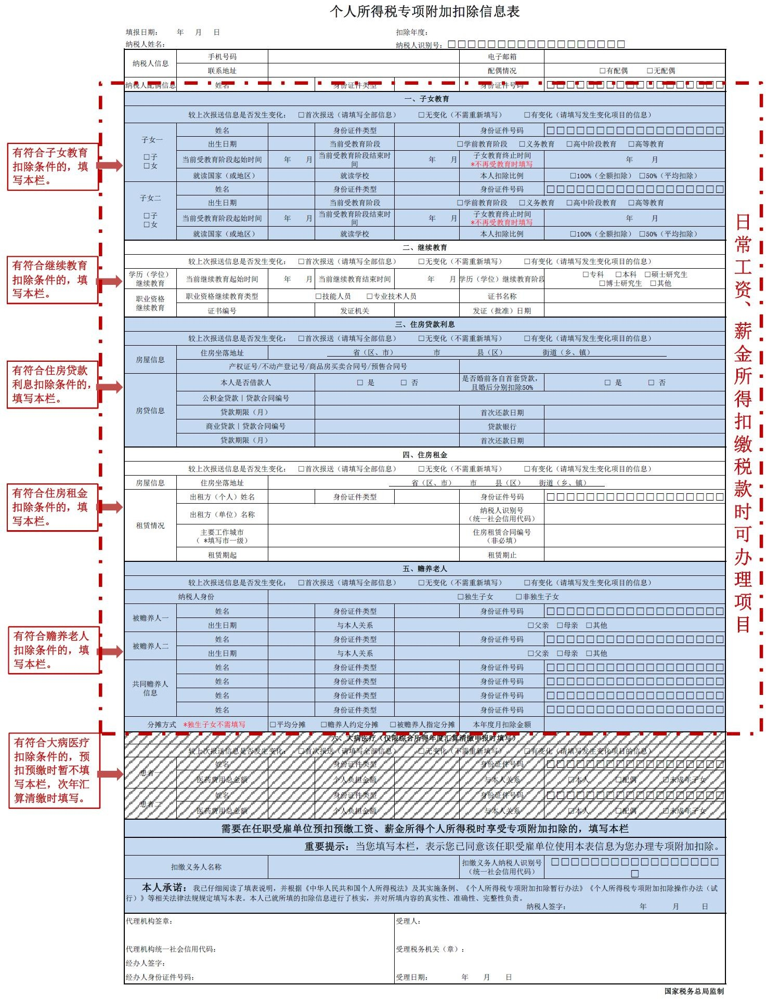 个人所得税专项附加扣除信息表
填报日期： 年 月 日 扣除年度：
纳税人姓名： 纳税人识别号：□□□□□□□□□□□□□□□□□□
纳税人信息 手机号码 电子邮箱
联系地址 配偶情况 □有配偶 □无配偶
纳税人配偶信息 姓名 身份证件类型 身份证件号码 □□□□□□□□□□□□□□□□□□
一、子女教育
较上次报送信息是否发生变化： □首次报送（请填写全部信息） □无变化（不需重新填写） □有变化（请填写发生变化项目的信息）
子女一 □子 □女 姓名 身份证件类型 身份证件号码 □□□□□□□□□□□□□□□□□□
出生日期 当前受教育阶段 □学前教育阶段 □义务教育 □高中阶段教育 □高等教育
当前受教育阶段起始时间 年 月 当前受教育阶段结束时间 年 月 子女教育终止时间 *不再受教育时填写 年 月
就读国家（或地区） 就读学校 本人扣除比例 □100%（全额扣除） □50%（平均扣除）
子女二 □子 □女 姓名 身份证件类型 身份证件号码 □□□□□□□□□□□□□□□□□□
出生日期 当前受教育阶段 □学前教育阶段 □义务教育 □高中阶段教育 □高等教育
当前受教育阶段起始时间 年 月 当前受教育阶段结束时间 年 月 子女教育终止时间 *不再受教育时填写 年 月
就读国家（或地区） 就读学校 本人扣除比例 □100%（全额扣除） □50%（平均扣除）
二、继续教育
较上次报送信息是否发生变化： □首次报送（请填写全部信息） □无变化（不需重新填写） □有变化（请填写发生变化项目的信息）
学历（学位）继续教育 当前继续教育起始时间 年 月 当前继续教育结束时间 年 月 学历（学位）继续教育阶段 □专科 □本科 □硕士研究生 □博士研究生 □其他
职业资格继续教育 职业资格继续教育类型 □技能人员 □专业技术人员 证书名称
证书编号 发证机关 发证（批准）日期
三、住房贷款利息
较上次报送信息是否发生变化： □首次报送（请填写全部信息） □无变化（不需重新填写） □有变化（请填写发生变化项目的信息）
房屋信息 住房坐落地址 省（区、市） 市 县（区） 街道（乡、镇）
产权证号/不动产登记号/商品房买卖合同号/预售合同号
房贷信息 本人是否借款人 □ 是 □ 否 是否婚前各自首套贷款，且婚后分别扣除50% □ 是 □ 否
公积金贷款|贷款合同编号
贷款期限（月） 首次还款日期
商业贷款|贷款合同编号 贷款银行
贷款期限（月） 首次还款日期
四、住房租金
较上次报送信息是否发生变化： □首次报送（请填写全部信息） □无变化（不需重新填写） □有变化（请填写发生变化项目的信息）
房屋信息 住房坐落地址 省（区、市） 市 县（区） 街道（乡、镇）
租赁情况 出租方（个人）姓名 身份证件类型 身份证件号码 □□□□□□□□□□□□□□□□□□
出租方（单位）名称 纳税人识别号（统一社会信用代码）
主要工作城市（ *填写市一级） 住房租赁合同编号（非必填）
租赁期起 租赁期止
五、赡养老人
较上次报送信息是否发生变化： □首次报送（请填写全部信息） □无变化（不需重新填写） □有变化（请填写发生变化项目的信息）
纳税人身份 □独生子女 □非独生子女
被赡养人一 姓名 身份证件类型 身份证件号码 □□□□□□□□□□□□□□□□□□
出生日期 与本人关系 □父亲 □母亲 □其他
被赡养人二 姓名 身份证件类型 身份证件号码 □□□□□□□□□□□□□□□□□□
出生日期 与本人关系 □父亲 □母亲 □其他
共同赡养人信息 姓名 身份证件类型 身份证件号码 □□□□□□□□□□□□□□□□□□
姓名 身份证件类型 身份证件号码 □□□□□□□□□□□□□□□□□□
姓名 身份证件类型 身份证件号码 □□□□□□□□□□□□□□□□□□
姓名 身份证件类型 身份证件号码 □□□□□□□□□□□□□□□□□□
分摊方式 *独生子女不需填写 □平均分摊 □赡养人约定分摊 □被赡养人指定分摊 本年度月扣除金额
六、大病医疗（仅限综合所得年度汇算清缴申报时填写）
较上次报送信息是否发生变化： □首次报送（请填写全部信息） □无变化（不需重新填写） □有变化（请填写发生变化项目的信息）
患者一 姓名 身份证件类型 身份证件号码 □□□□□□□□□□□□□□□□□□
医药费用总金额 个人负担金额 与本人关系 □本人 □配偶 □未成年子女
患者二 姓名 身份证件类型 身份证件号码 □□□□□□□□□□□□□□□□□□
医药费用总金额 个人负担金额 与本人关系 □本人 □配偶 □未成年子女
需要在任职受雇单位预扣预缴工资、薪金所得个人所得税时享受专项附加扣除的，填写本栏
重要提示：当您填写本栏，表示您已同意该任职受雇单位使用本表信息为您办理专项附加扣除。
扣缴义务人名称 扣缴义务人纳税人识别号（统一社会信用代码） □□□□□□□□□□□□□□□□□□
本人承诺：我已仔细阅读了填表说明，并根据《中华人民共和国个人所得税法》及其实施条例、《个人所得税专项附加扣除暂行办法》《个人所得税专项附加扣除操作办法（试
行）》等相关法律法规规定填写本表。本人已就所填的扣除信息进行了核实，并对所填内容的真实性、准确性、完整性负责。
纳税人签字： 年 月 日
代理机构签章： 受理人：
代理机构统一社会信用代码： 受理税务机关（章）：
经办人签字：
经办人身份证件号码： 受理日期： 年 月 日
国家税务总局监制
有符合子女教育
扣除条件的，填
写本栏。
有符合继续教育
扣除条件的，填
写本栏。
有符合住房贷款
利息扣除条件的，
填写本栏。
有符合住房租金
扣除条件的，填
写本栏。
有符合赡养老人
扣除条件的，填
写本栏。
有符合大病医疗
扣除条件的，预
扣预缴时暂不填
写本栏，次年汇
算清缴时填写。
日常工资、薪金所得扣缴税款时可办理项目